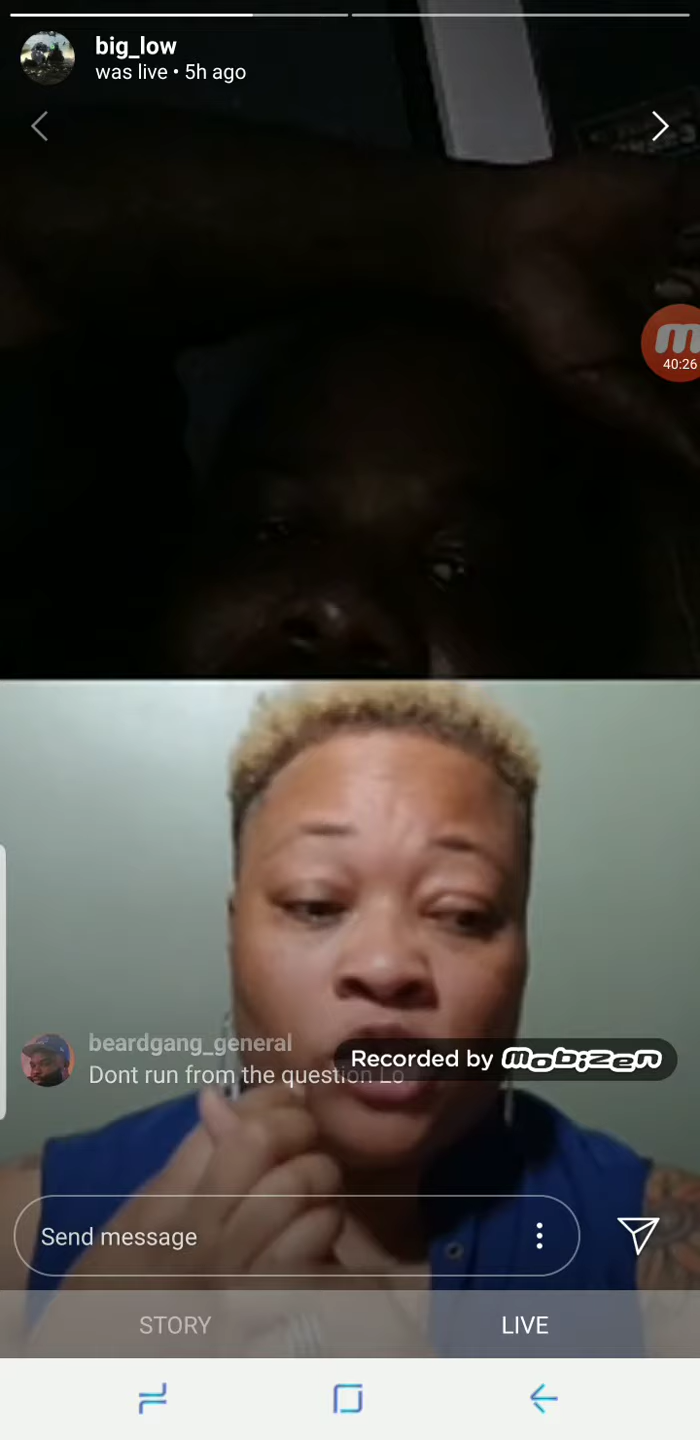 big_low
was live • 5h ago
40:26
beardgang_general
Dont run from the question Lo
Recorded by mobizen
Send message
STORY
LIVE